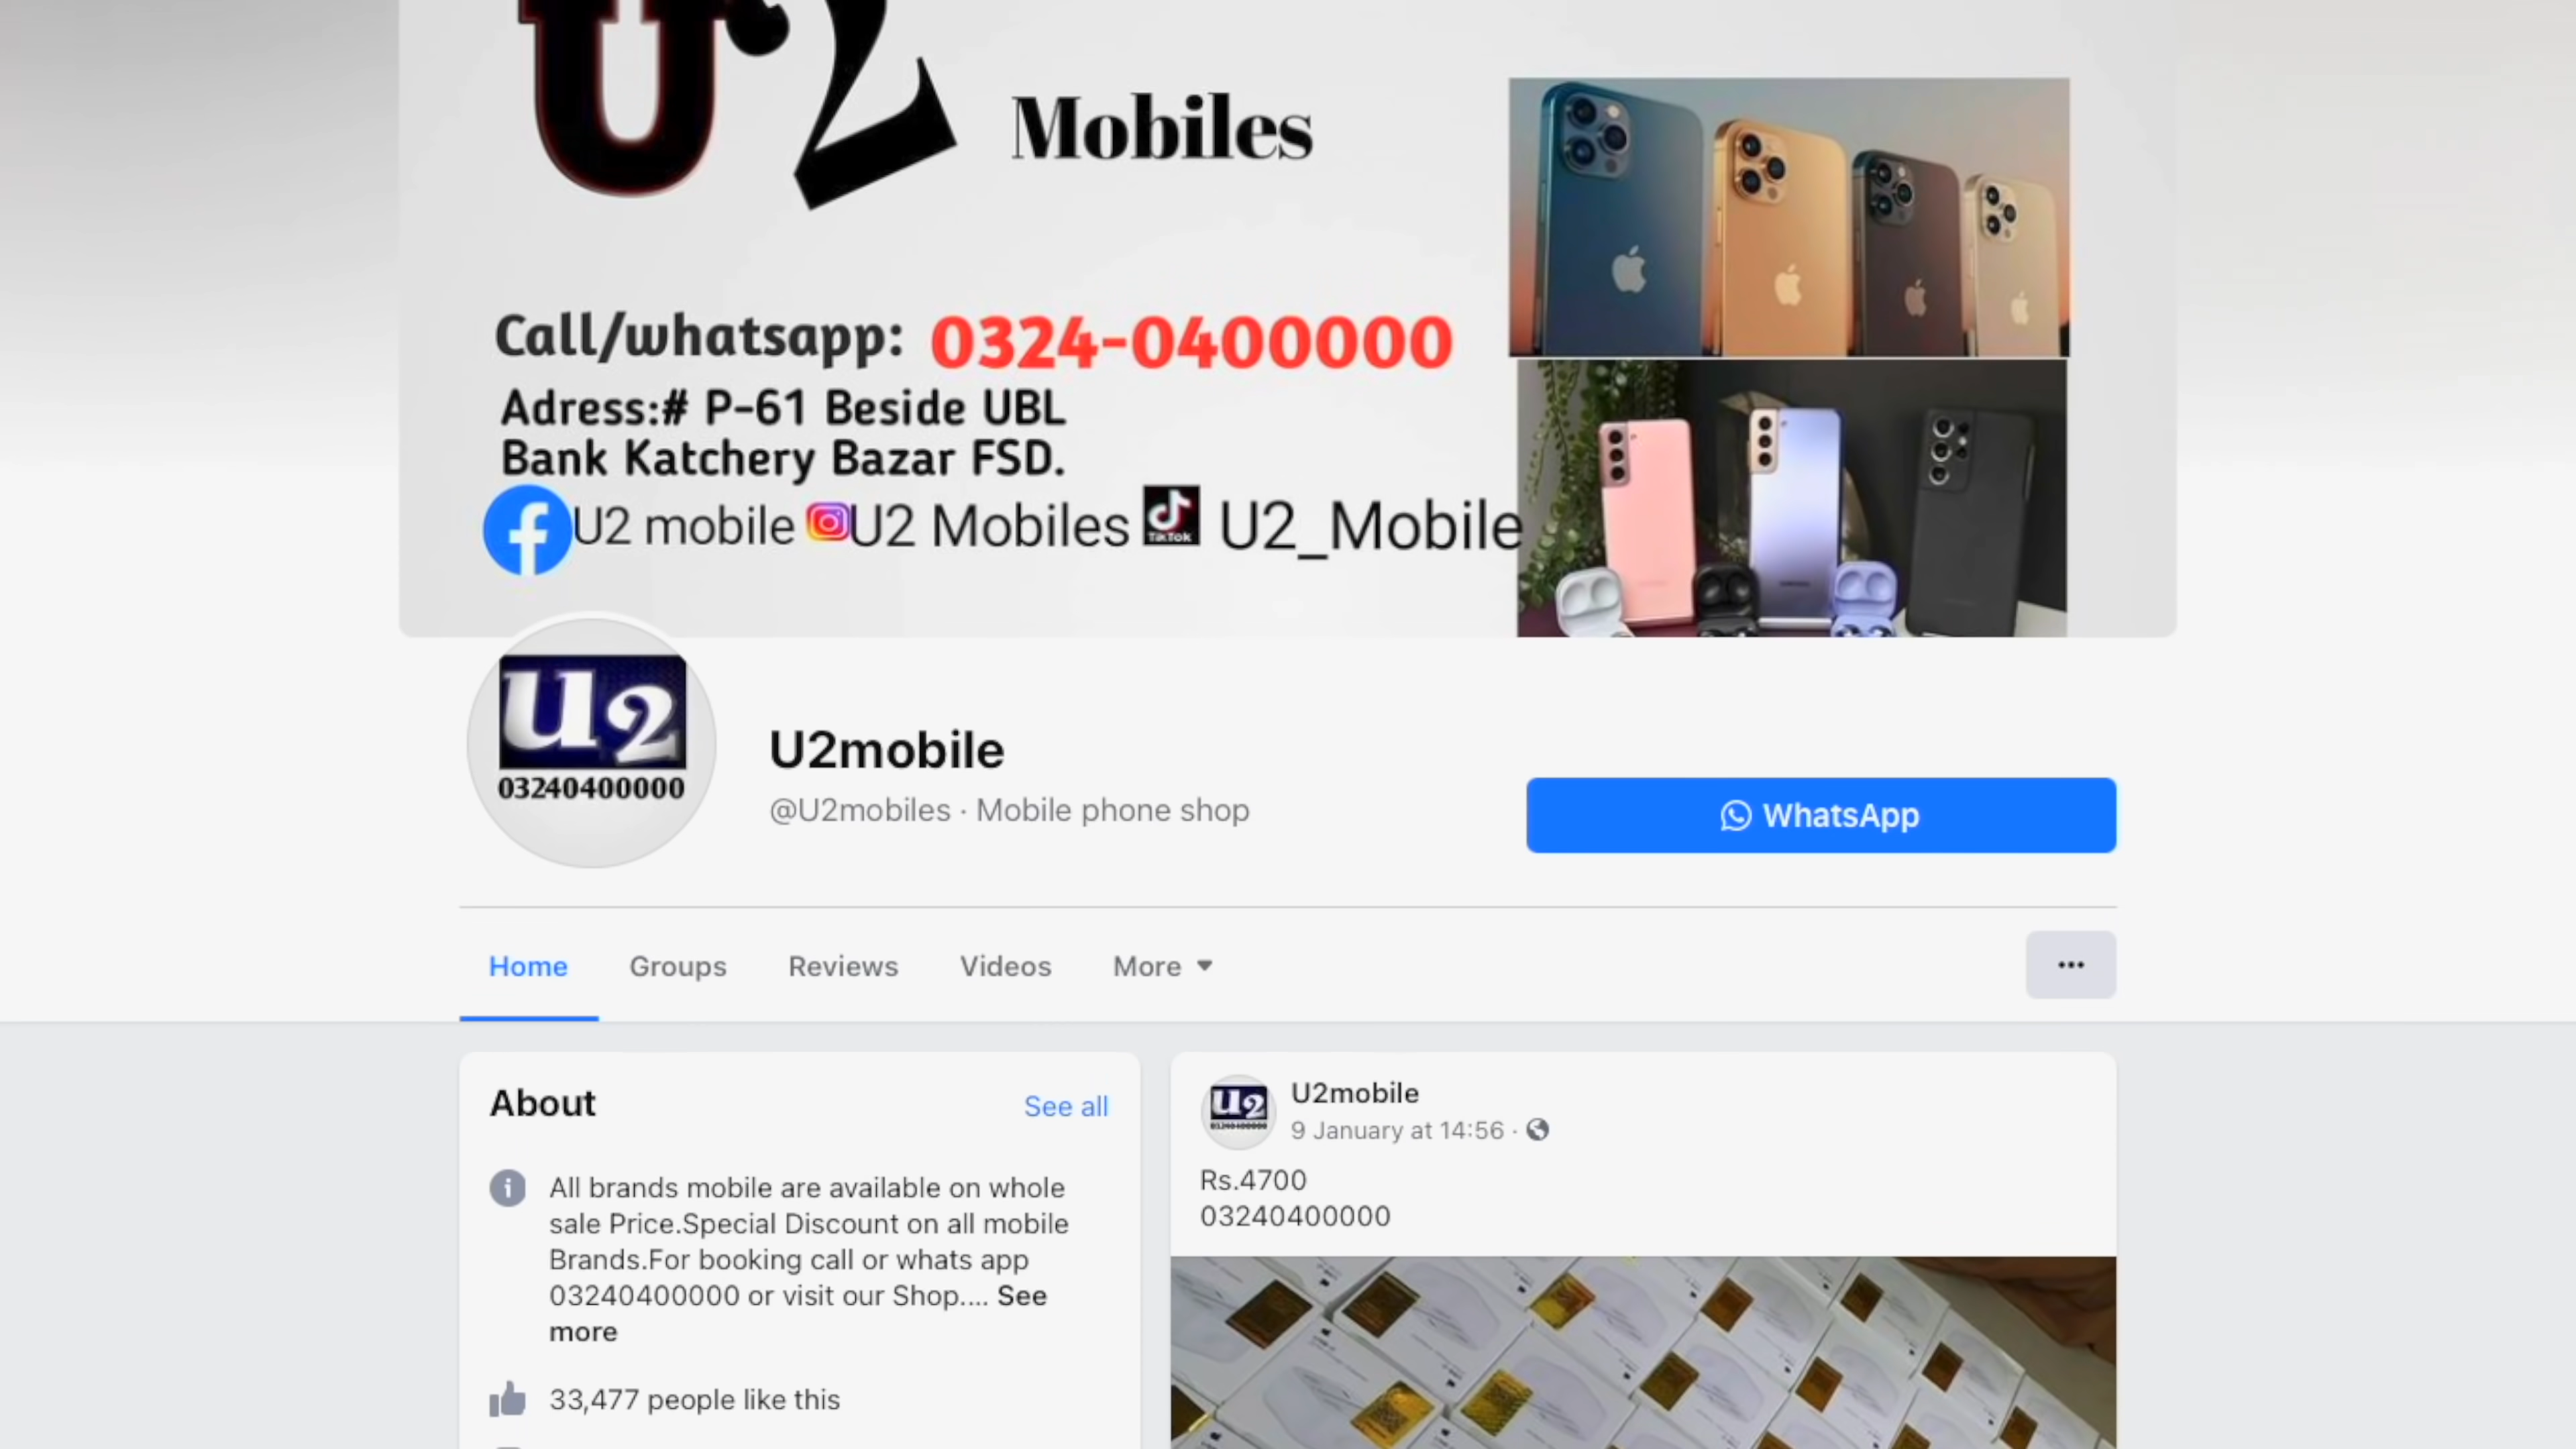 U2 Mobiles
Call/whatsapp: 0324-0400000
Adress:# P-61 Beside UBL
Bank Katchery Bazar FSD.
U2 mobile U2 Mobiles TikTok U2_Mobile
U2
03240400000
U2mobile
@U2mobiles · Mobile phone shop
WhatsApp
Home Groups Reviews Videos More
About See all
All brands mobile are available on whole
sale Price.Special Discount on all mobile
Brands.For booking call or whats app
03240400000 or visit our Shop.... See
more
33,477 people like this
U2
03240400000
U2mobile
9 January at 14:56 ·
Rs.4700
03240400000